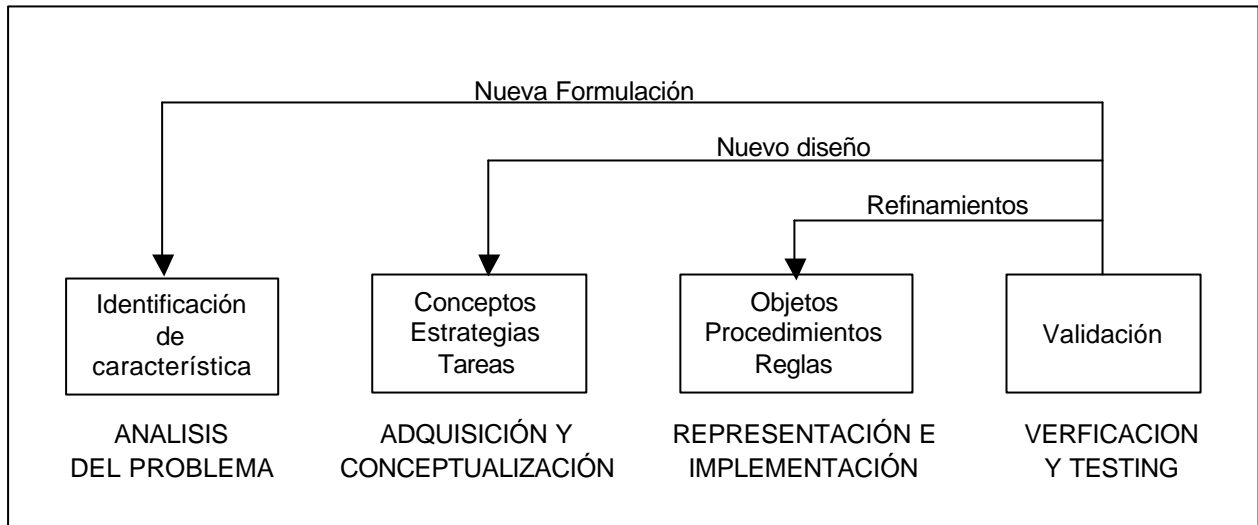 Nueva Formulación
Nuevo diseño
Refinamientos
Identificación
de
característica
Conceptos
Estrategias
Tareas
Objetos
Procedimientos
Reglas
Validación
ANALISIS
DEL PROBLEMA
ADQUISICIÓN Y
CONCEPTUALIZACIÓN
REPRESENTACIÓN E
IMPLEMENTACIÓN
VERFICACION
Y TESTING